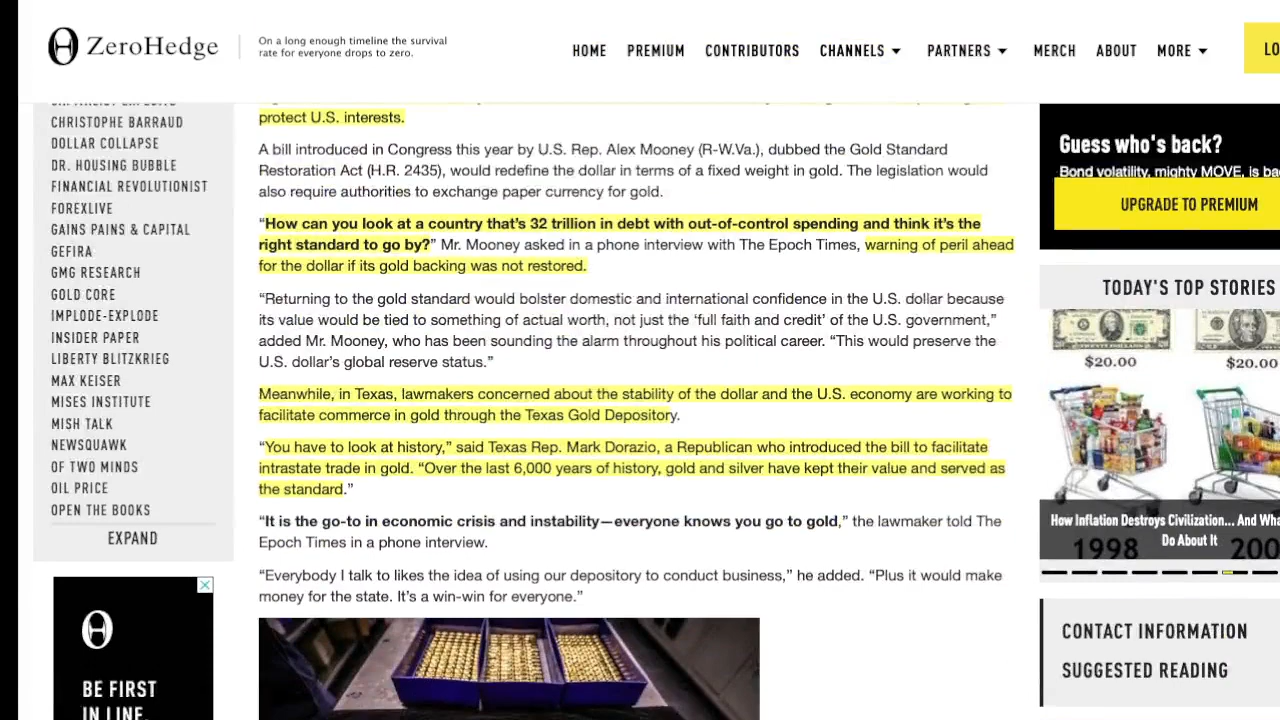 ZeroHedge
On a long enough timeline the survival
rate for everyone drops to zero.
HOME PREMIUM CONTRIBUTORS CHANNELS PARTNERS MERCH ABOUT MORE
LO
CHRISTOPHE BARRAUD
DOLLAR COLLAPSE
DR. HOUSING BUBBLE
FINANCIAL REVOLUTIONIST
FOREXLIVE
GAINS PAINS & CAPITAL
GEFIRA
GMG RESEARCH
GOLD CORE
IMPLODE-EXPLODE
INSIDER PAPER
LIBERTY BLITZKRIEG
MAX KEISER
MISES INSTITUTE
MISH TALK
NEWSQUAWK
OF TWO MINDS
OIL PRICE
OPEN THE BOOKS
EXPAND
BE FIRST
IN LINE.
protect U.S. interests.
A bill introduced in Congress this year by U.S. Rep. Alex Mooney (R-W.Va.), dubbed the Gold Standard
Restoration Act (H.R. 2435), would redefine the dollar in terms of a fixed weight in gold. The legislation would
also require authorities to exchange paper currency for gold.
“How can you look at a country that’s 32 trillion in debt with out-of-control spending and think it’s the
right standard to go by?” Mr. Mooney asked in a phone interview with The Epoch Times, warning of peril ahead
for the dollar if its gold backing was not restored.
“Returning to the gold standard would bolster domestic and international confidence in the U.S. dollar because
its value would be tied to something of actual worth, not just the ‘full faith and credit’ of the U.S. government,”
added Mr. Mooney, who has been sounding the alarm throughout his political career. “This would preserve the
U.S. dollar’s global reserve status.”
Meanwhile, in Texas, lawmakers concerned about the stability of the dollar and the U.S. economy are working to
facilitate commerce in gold through the Texas Gold Depository.
“You have to look at history,” said Texas Rep. Mark Dorazio, a Republican who introduced the bill to facilitate
intrastate trade in gold. “Over the last 6,000 years of history, gold and silver have kept their value and served as
the standard.”
“It is the go-to in economic crisis and instability—everyone knows you go to gold,” the lawmaker told The
Epoch Times in a phone interview.
“Everybody I talk to likes the idea of using our depository to conduct business,” he added. “Plus it would make
money for the state. It’s a win-win for everyone.”
Guess who's back?
Bond volatility, mighty MOVE, is ba
UPGRADE TO PREMIUM
TODAY'S TOP STORIES
$20.00 $20.00
How Inflation Destroys Civilization... And Wha
Do About It
1998 200
CONTACT INFORMATION
SUGGESTED READING